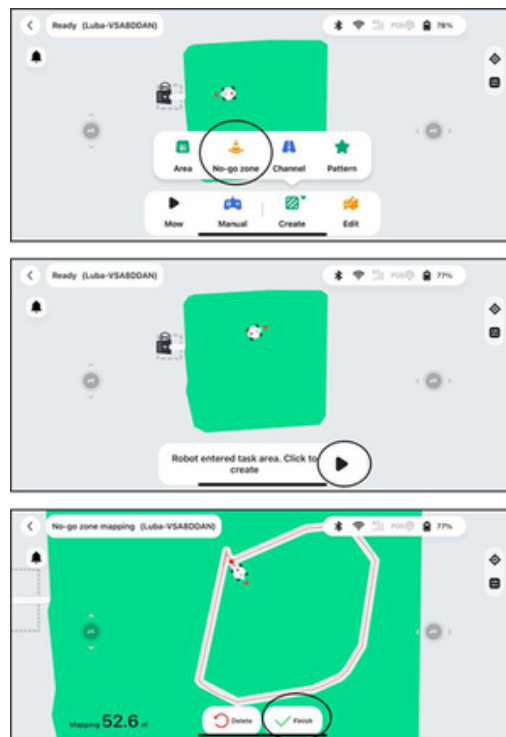 Ready (Luba-VSA8DDAN)
78%
Area No-go zone Channel Pattern
Mow Manual Create Edit
Ready (Luba-VSA8DDAN)
77%
Robot entered task area. Click to
create
No-go zone mapping (Luba-VSA8DDAN)
77%
Mapping 52.6 ㎡
Delete Finish